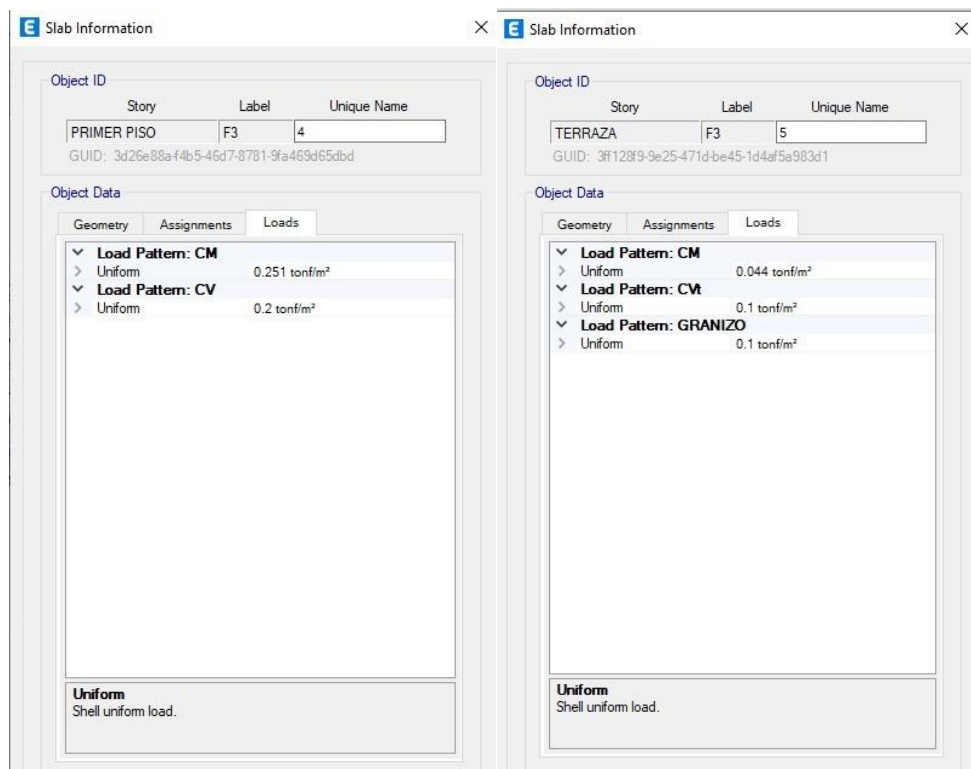 E Slab Information
Object ID
Story Label Unique Name
PRIMER PISO F3 4
GUID: 3d26e88a-f4b5-46d7-8781-9fa469d65dbd
Object Data
Geometry Assignments Loads
Load Pattern: CM
Uniform 0.251 tonf/m²
Load Pattern: CV
Uniform 0.2 tonf/m²
Uniform
Shell uniform load.
E Slab Information
Object ID
Story Label Unique Name
TERRAZA F3 5
GUID: 3ff128f9-9e25-471d-be45-1d4af5a983d1
Object Data
Geometry Assignments Loads
Load Pattern: CM
Uniform 0.044 tonf/m²
Load Pattern: CVt
Uniform 0.1 tonf/m²
Load Pattern: GRANIZO
Uniform 0.1 tonf/m²
Uniform
Shell uniform load.